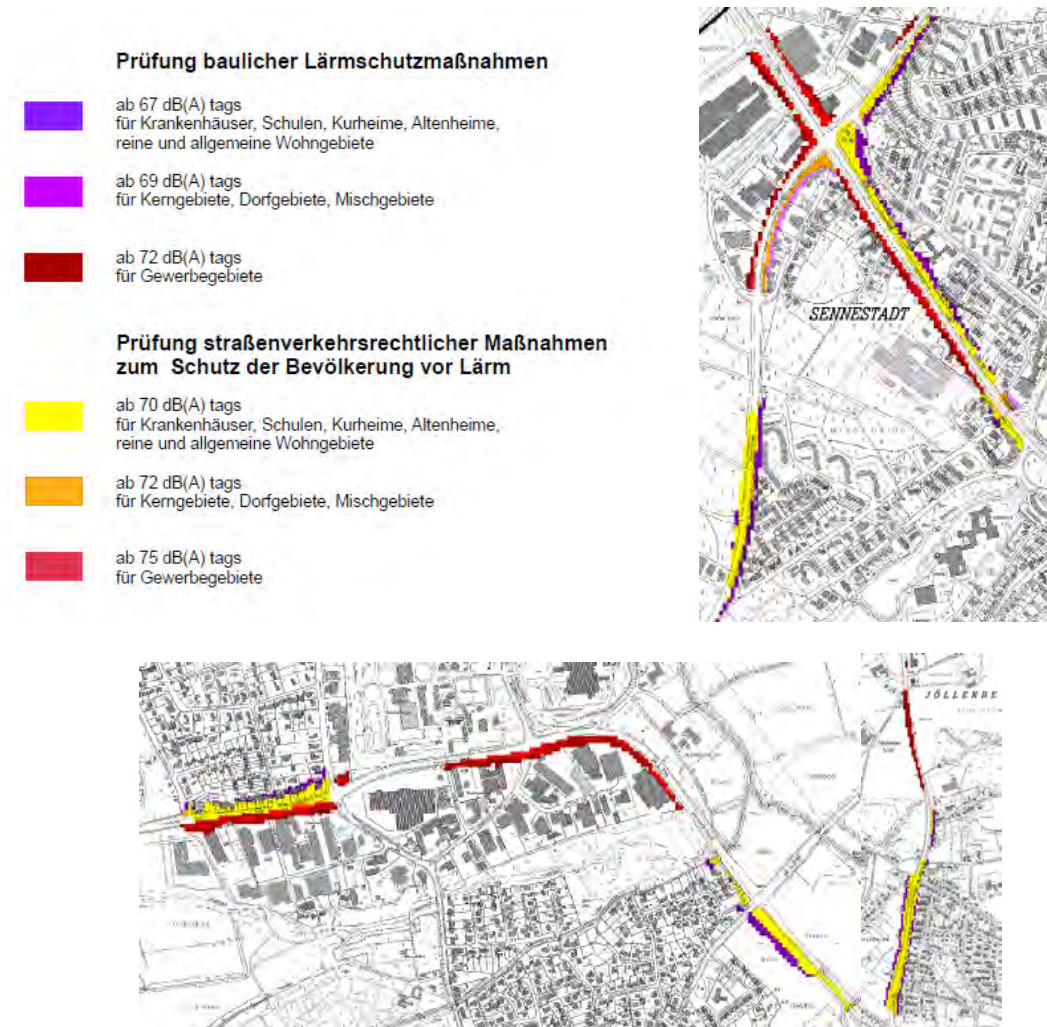 Prüfung baulicher Lärmschutzmaßnahmen
ab 67 dB(A) tags
für Krankenhäuser, Schulen, Kurheime, Altenheime,
reine und allgemeine Wohngebiete
ab 69 dB(A) tags
für Kerngebiete, Dorfgebiete, Mischgebiete
ab 72 dB(A) tags
für Gewerbegebiete
Prüfung straßenverkehrsrechtlicher Maßnahmen
zum Schutz der Bevölkerung vor Lärm
ab 70 dB(A) tags
für Krankenhäuser, Schulen, Kurheime, Altenheime,
reine und allgemeine Wohngebiete
ab 72 dB(A) tags
für Kerngebiete, Dorfgebiete, Mischgebiete
ab 75 dB(A) tags
für Gewerbegebiete
SENNESTADT
JÖLLENBE